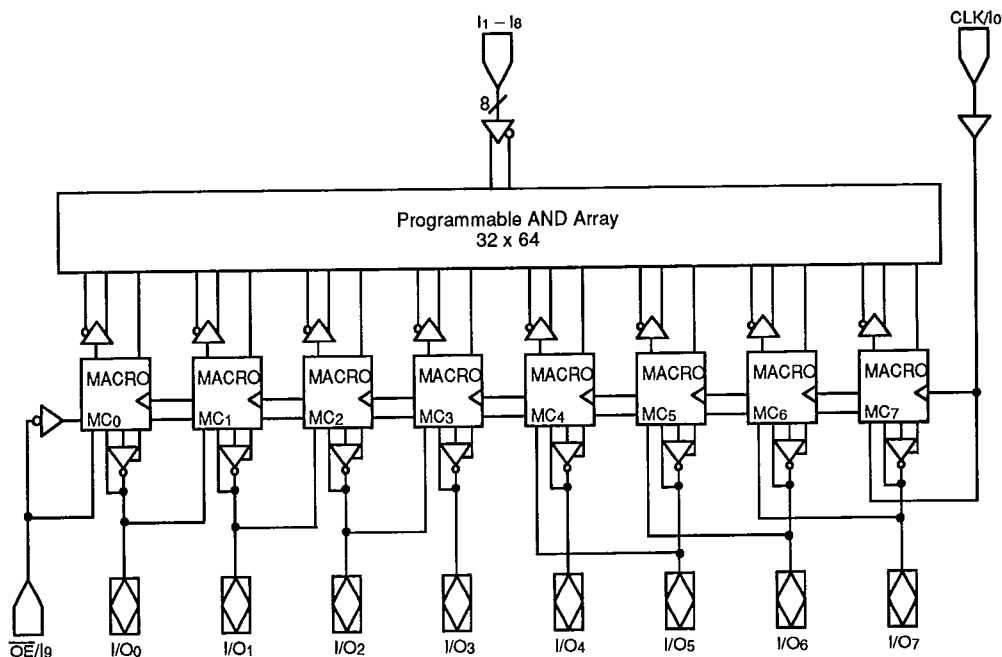 I1 – I8
CLK/I0
8
Programmable AND Array
32 x 64
MACRO
MC0
MACRO
MC1
MACRO
MC2
MACRO
MC3
MACRO
MC4
MACRO
MC5
MACRO
MC6
MACRO
MC7
OE/I9
I/O0
I/O1
I/O2
I/O3
I/O4
I/O5
I/O6
I/O7